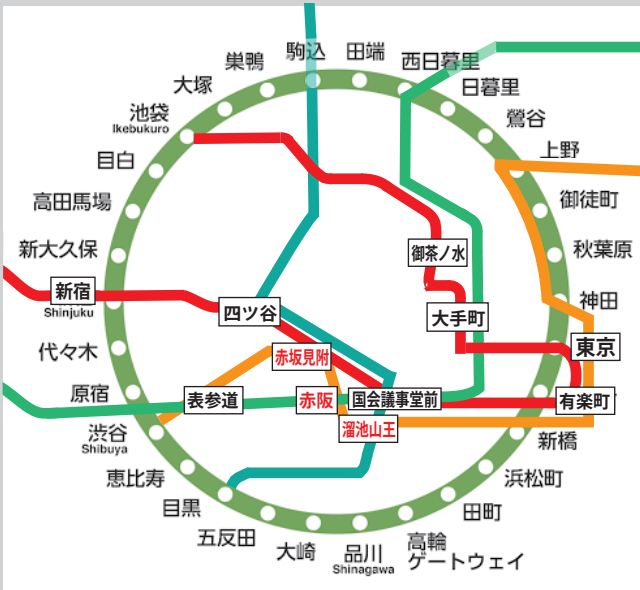 駒込
田端
巣鴨
西日暮里
大塚
日暮里
池袋
Ikebukuro
鶯谷
目白
上野
高田馬場
御徒町
新大久保
御茶ノ水
秋葉原
新宿
Shinjuku
四ツ谷
神田
大手町
代々木
赤坂見附
東京
原宿
表参道
赤阪
国会議事堂前
有楽町
渋谷
Shibuya
溜池山王
新橋
恵比寿
浜松町
目黒
田町
五反田
大崎
品川
Shinagawa
高輪
ゲートウェイ